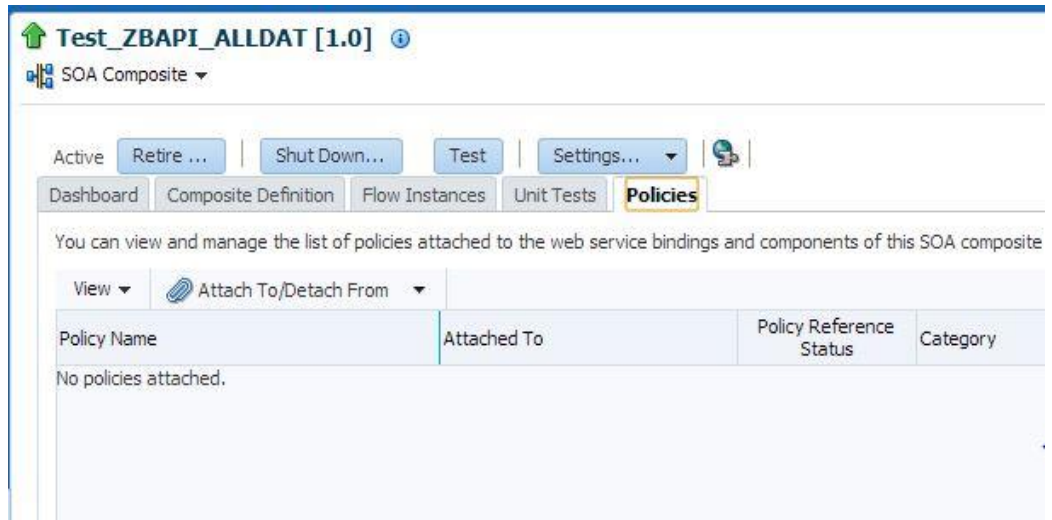 Test_ZBAPI_ALLDAT [1.0]
SOA Composite
Active Retire ... Shut Down... Test Settings...
Dashboard Composite Definition Flow Instances Unit Tests Policies
You can view and manage the list of policies attached to the web service bindings and components of this SOA composite
View Attach To/Detach From
Policy Name Attached To Policy Reference Status Category
No policies attached.